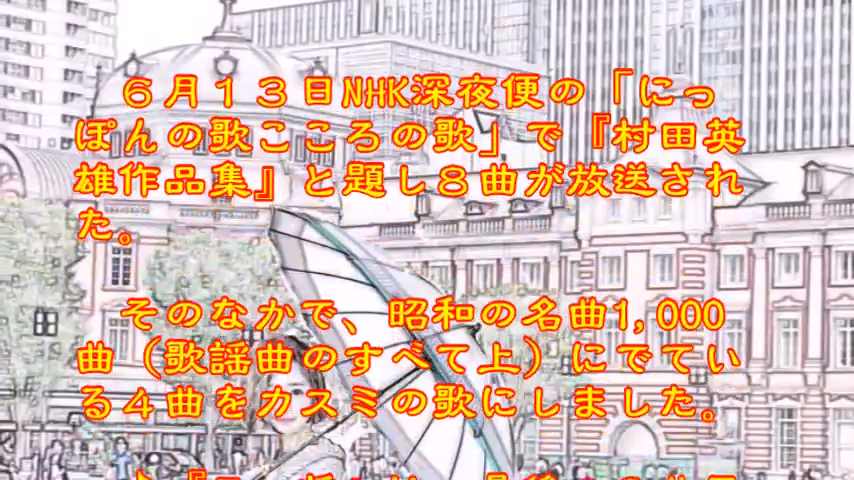 ６月１３日NHK深夜便の「にっ
ぽんの歌こころの歌」で『村田英
雄作品集』と題し８曲が放送され
た。
そのなかで、昭和の名曲1,000
曲（歌謡曲のすべて上）にでてい
る４曲をカスミの歌にしました。